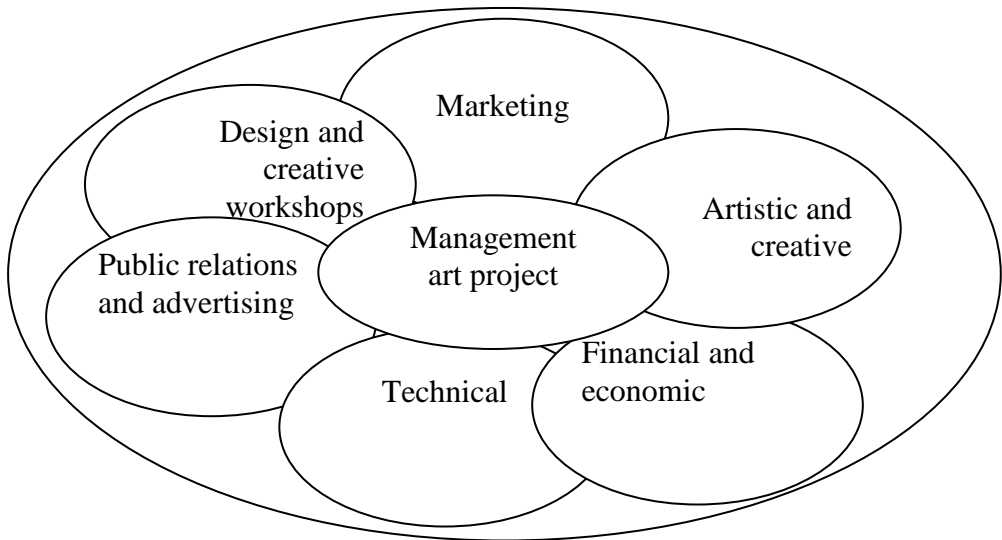 Marketing
Design and
creative
workshops
Artistic and
creative
Management
art project
Public relations
and advertising
Financial and
economic
Technical